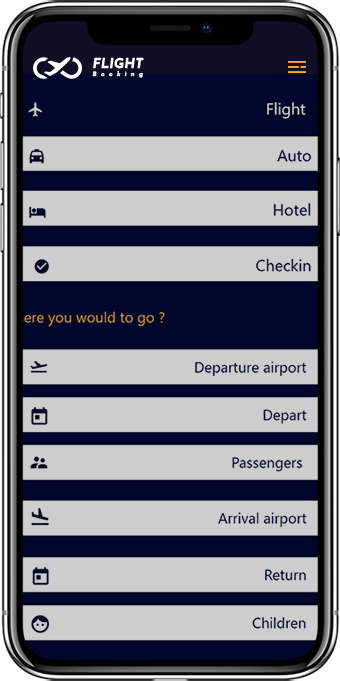 FLIGHT
Booking
Flight
Auto
Hotel
Checkin
ere you would to go ?
Departure airport
Depart
Passengers
Arrival airport
Return
Children